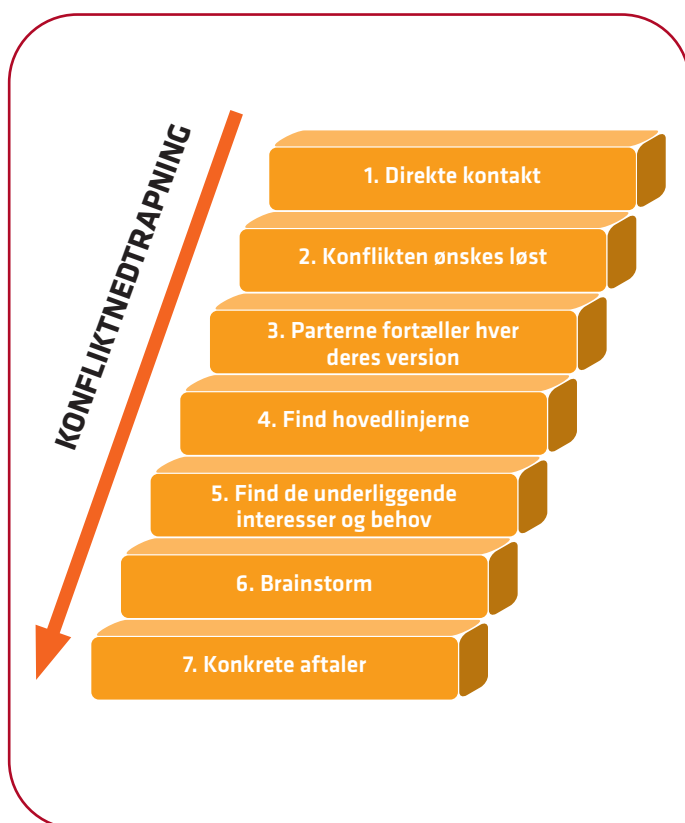 KONFLIKTNEDTRAPNING
1. Direkte kontakt
2. Konflikten ønskes løst
3. Parterne fortæller hver
deres version
4. Find hovedlinjerne
5. Find de underliggende
interesser og behov
6. Brainstorm
7. Konkrete aftaler